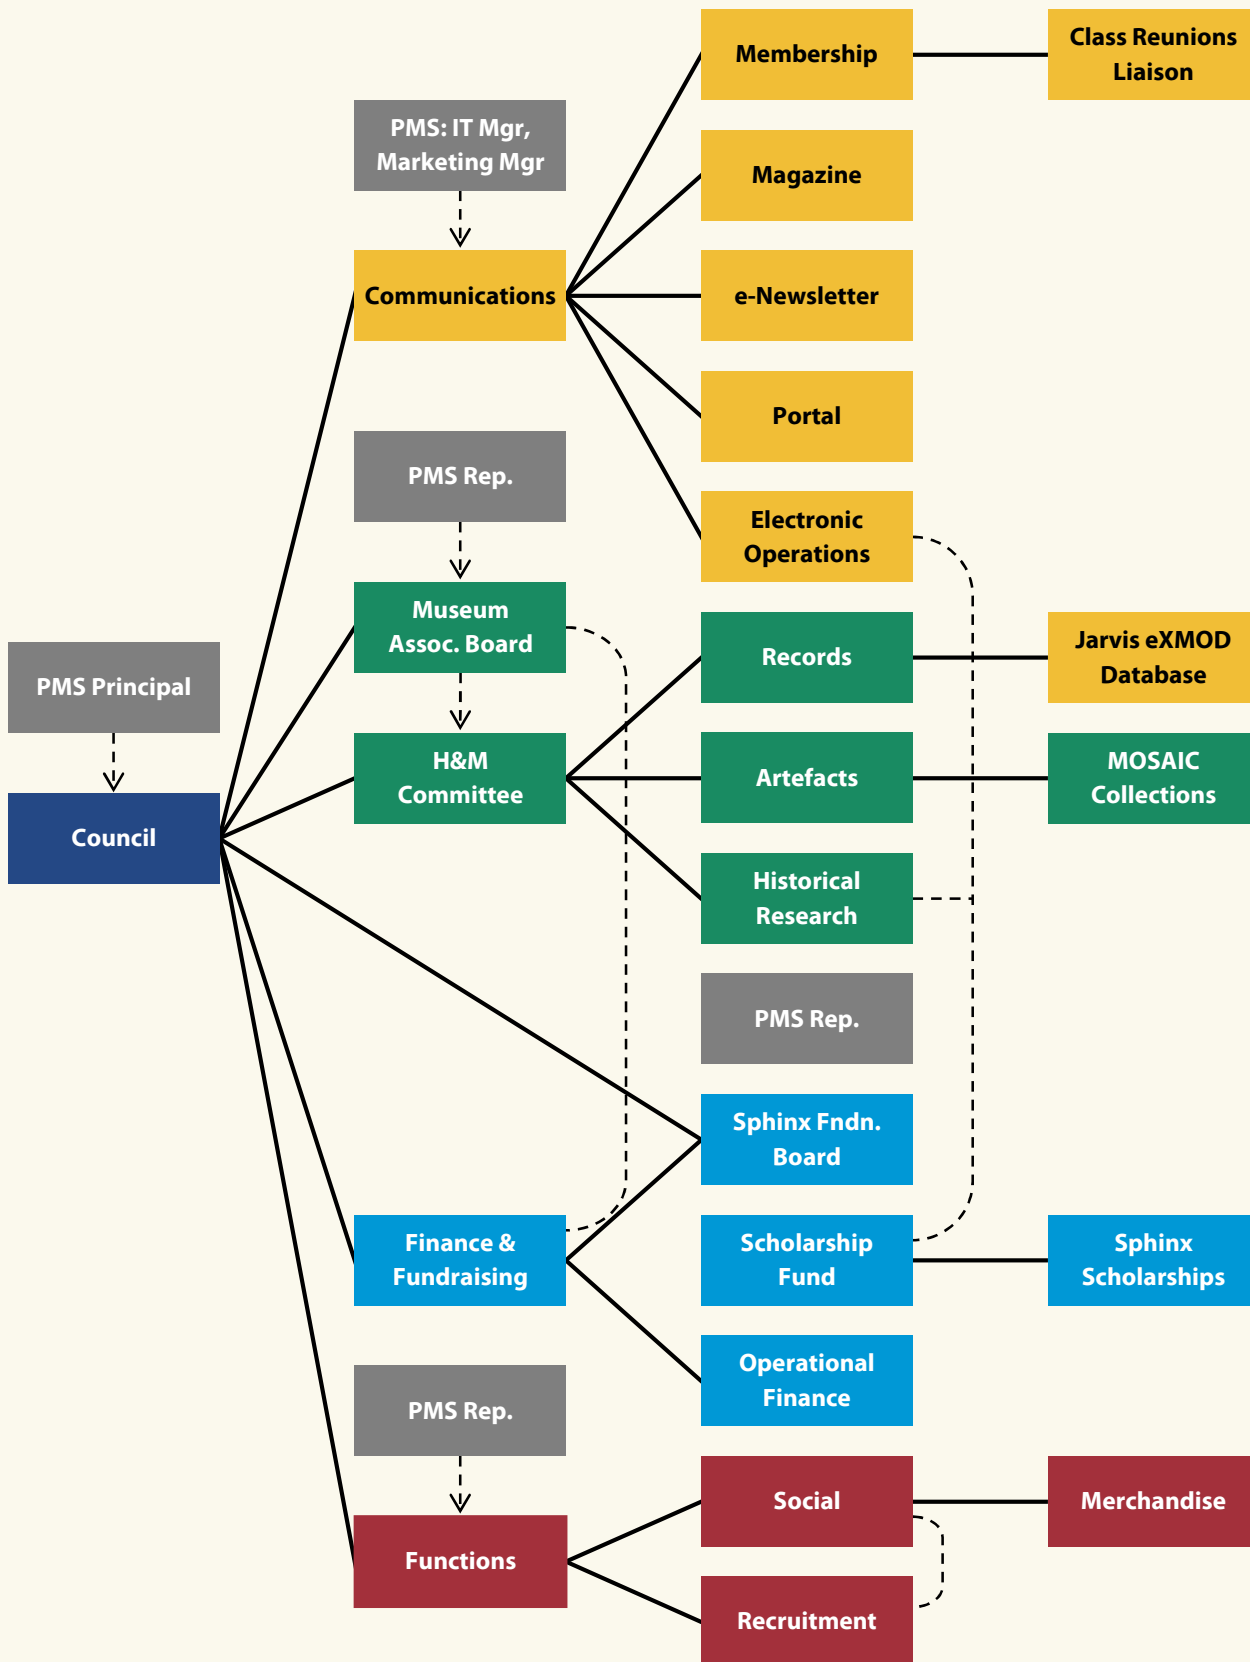 Membership
Class Reunions
Liaison
PMS: IT Mgr,
Marketing Mgr
Magazine
Communications
e-Newsletter
Portal
PMS Rep.
Electronic
Operations
Museum
Assoc. Board
Records
Jarvis eXMOD
Database
PMS Principal
H&M
Committee
Artefacts
MOSAIC
Collections
Council
Historical
Research
PMS Rep.
Sphinx Fndn.
Board
Finance &
Fundraising
Scholarship
Fund
Sphinx
Scholarships
Operational
Finance
PMS Rep.
Social
Merchandise
Functions
Recruitment